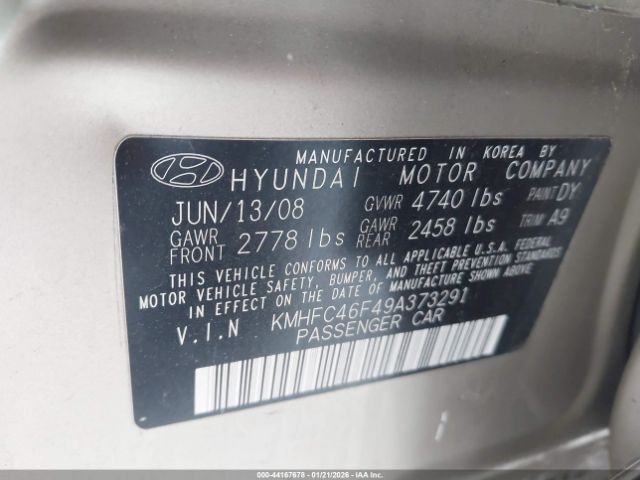 MANUFACTURED IN KOREA BY
HYUNDAI MOTOR COMPANY
JUN/13/08 GVWR 4740 lbs PAINT DY
GAWR FRONT 2778 lbs GAWR REAR 2458 lbs TRIM A9
THIS VEHICLE CONFORMS TO ALL APPLICABLE U.S.A. FEDERAL
MOTOR VEHICLE SAFETY, BUMPER, AND THEFT PREVENTION STANDARDS
IN EFFECT ON THE DATE OF MANUFACTURE SHOWN ABOVE.
V.I.N KMHFC46F49A373291
PASSENGER CAR
000-44167678 - 01/21/2026 - IAAI.COM